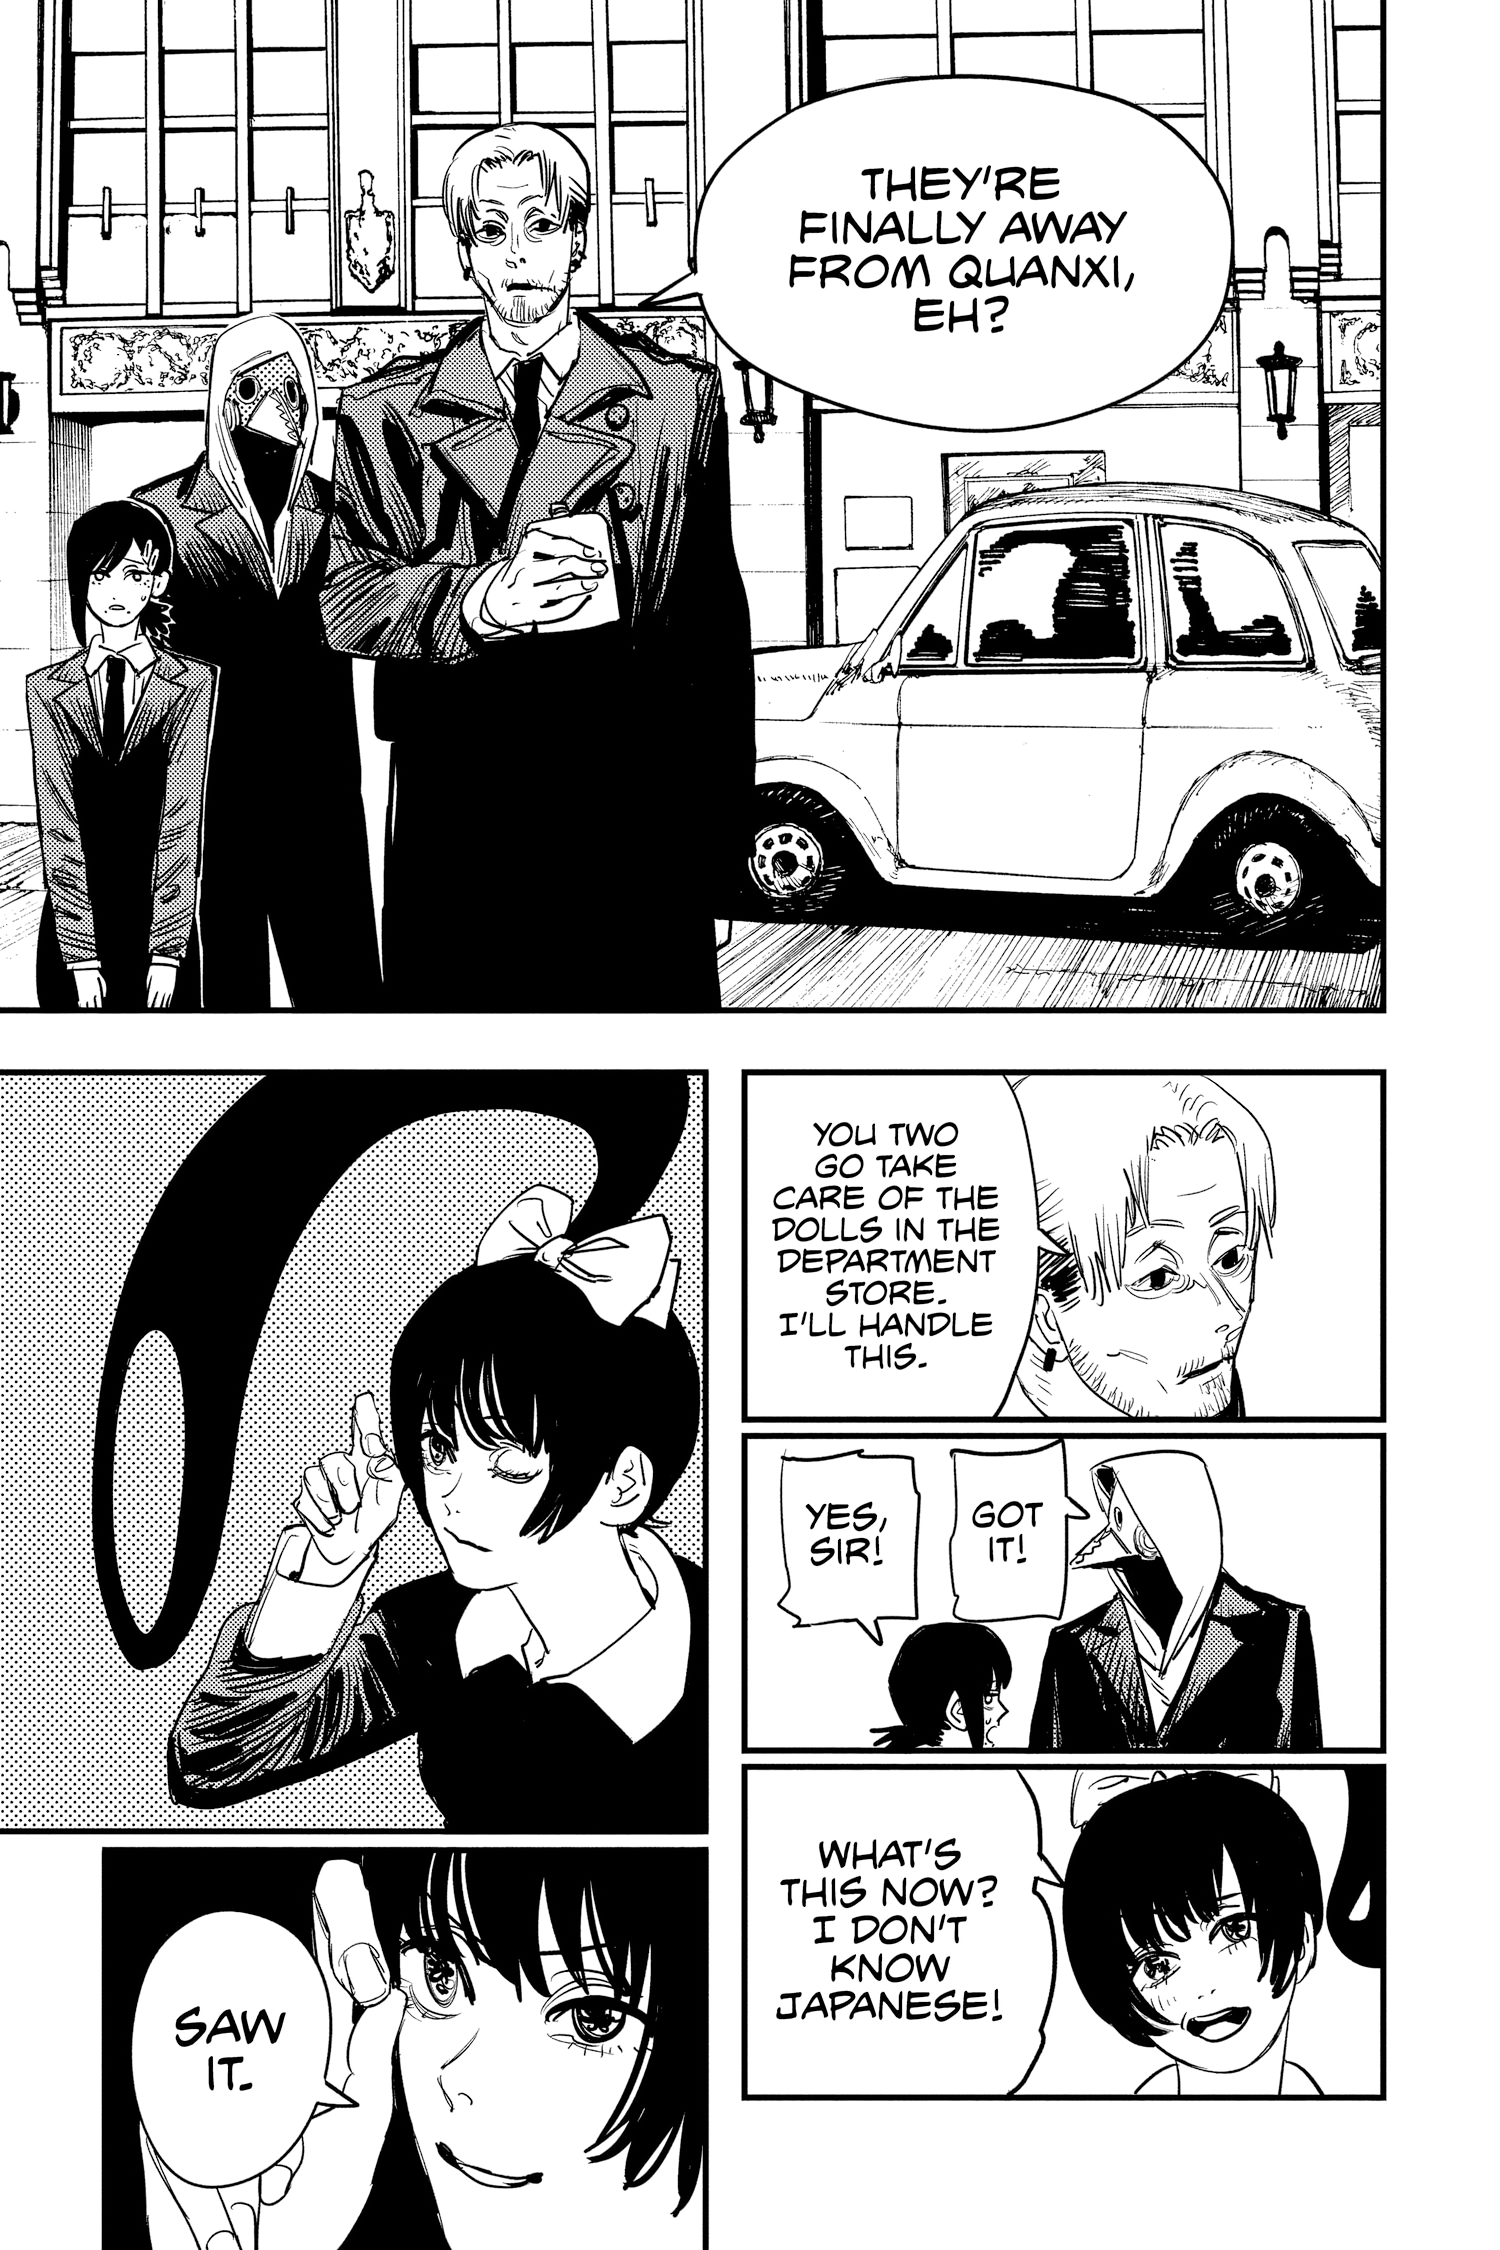 THEY'RE
FINALLY AWAY
FROM QUANXI,
EH?
YOU TWO
GO TAKE
CARE OF THE
DOLLS IN THE
DEPARTMENT
STORE.
I'LL HANDLE
THIS.
GOT
IT!
YES,
SIR!
WHAT'S
THIS NOW?
I DON'T
KNOW
JAPANESE!
SAW
IT.